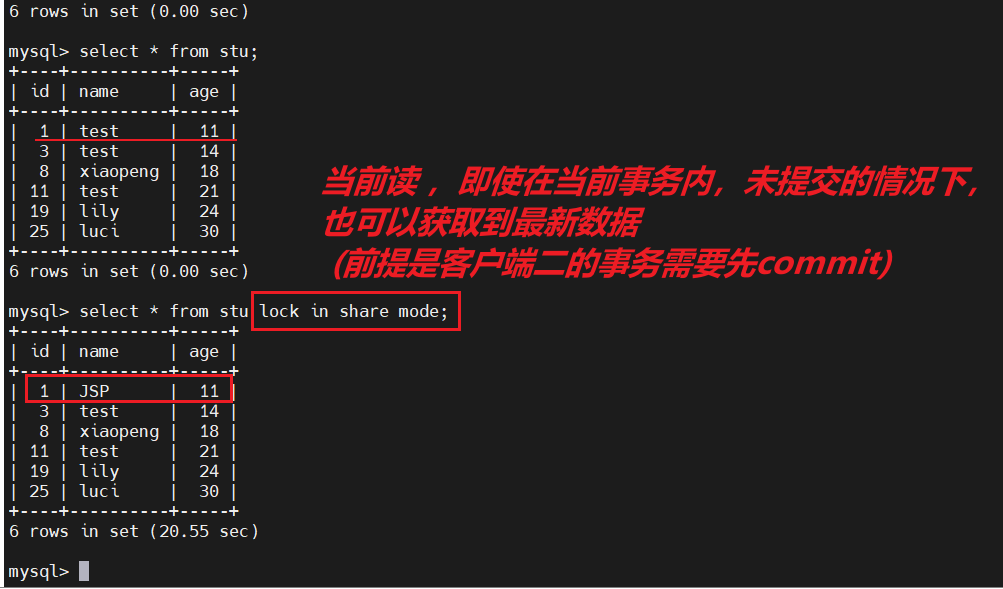 6 rows in set (0.00 sec)
mysql> select * from stu;
+----+----------+-----+
| id | name     | age |
+----+----------+-----+
|  1 | test     |  11 |
|  3 | test     |  14 |
|  8 | xiaopeng |  18 |
| 11 | test     |  21 |
| 19 | lily     |  24 |
| 25 | luci     |  30 |
+----+----------+-----+
6 rows in set (0.00 sec)
当前读 ，即使在当前事务内，未提交的情况下，
也可以获取到最新数据
(前提是客户端二的事务需要先commit)
mysql> select * from stu lock in share mode;
+----+----------+-----+
| id | name     | age |
+----+----------+-----+
|  1 | JSP      |  11 |
|  3 | test     |  14 |
|  8 | xiaopeng |  18 |
| 11 | test     |  21 |
| 19 | lily     |  24 |
| 25 | luci     |  30 |
+----+----------+-----+
6 rows in set (20.55 sec)
mysql>